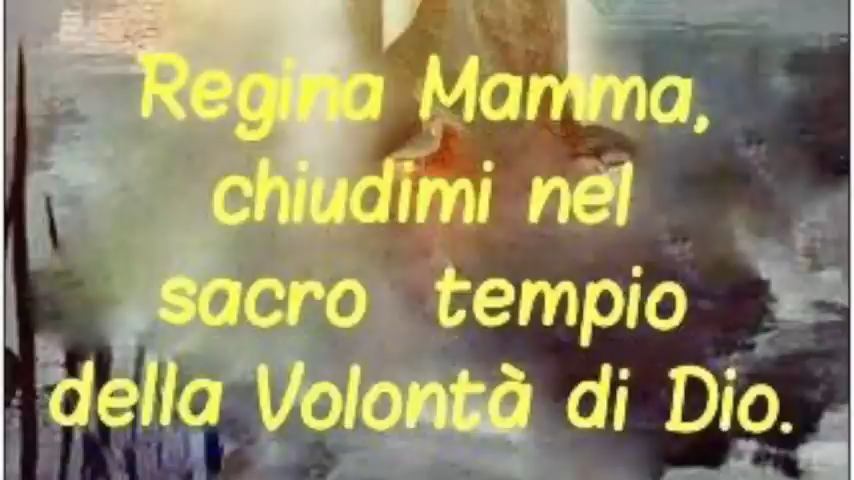 Regina Mamma,
chiudimi nel
sacro tempio
della Volontà di Dio.